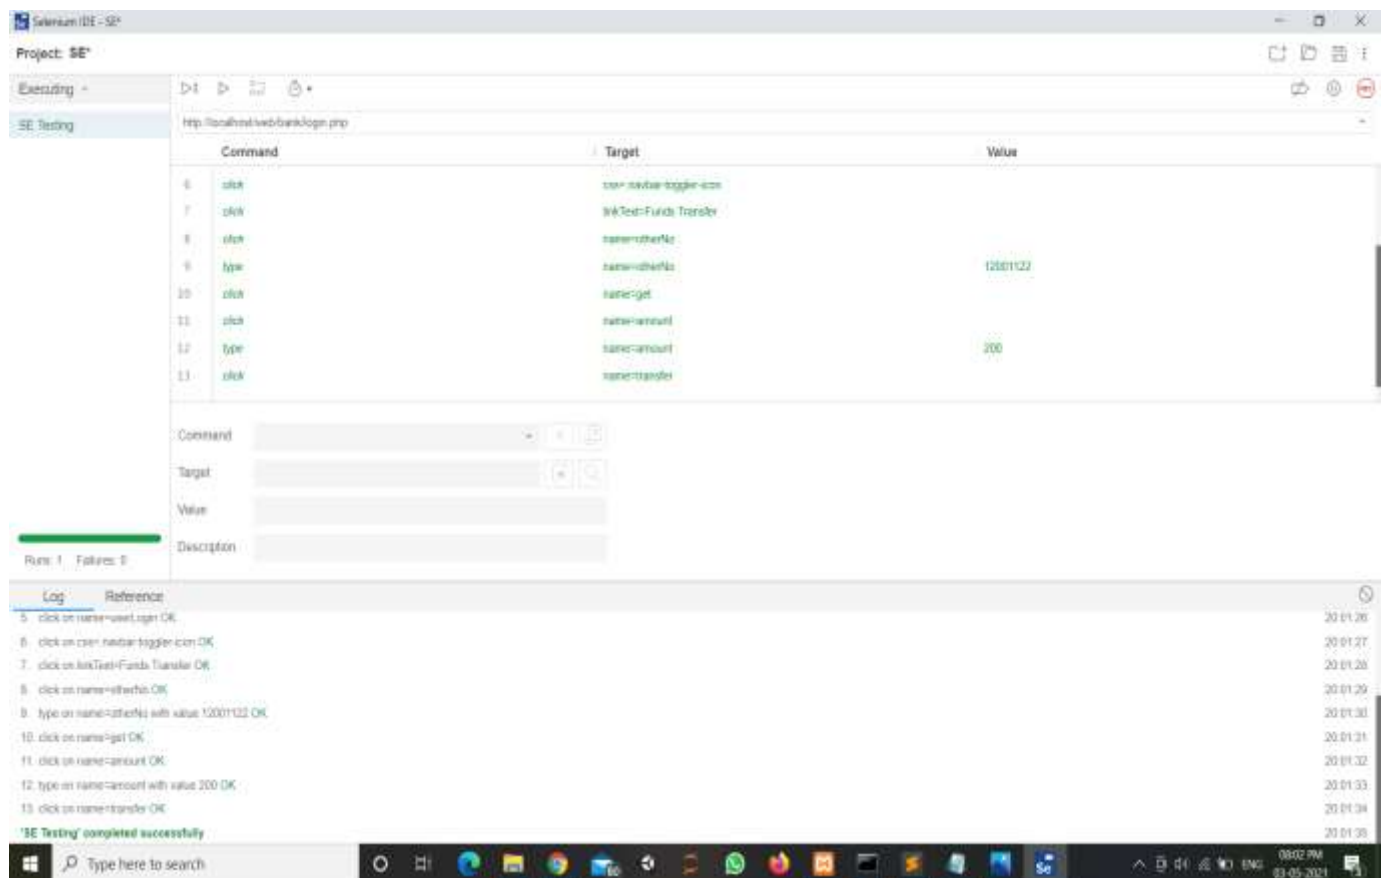 Selenium IDE - SE*
Project: SE*
Executing
SE Testing
http://localhost/web/bank/login.php
Command Target Value
6 click css=.navbar-toggler-icon
7 click linkText=Funds Transfer
8 click name=otherNo
9 type name=otherNo 12001122
10 click name=get
11 click name=amount
12 type name=amount 200
13 click name=transfer
Command
Target
Value
Description
Runs: 1 Failures: 0
Log Reference
5. click on name=userLogin OK 20:01:26
6. click on css=.navbar-toggler-icon OK 20:01:27
7. click on linkText=Funds Transfer OK 20:01:28
8. click on name=otherNo OK 20:01:29
9. type on name=otherNo with value 12001122 OK 20:01:30
10. click on name=get OK 20:01:31
11. click on name=amount OK 20:01:32
12. type on name=amount with value 200 OK 20:01:33
13. click on name=transfer OK 20:01:34
'SE Testing' completed successfully 20:01:35
Type here to search
Se
ENG
08:02 PM
03-05-2021